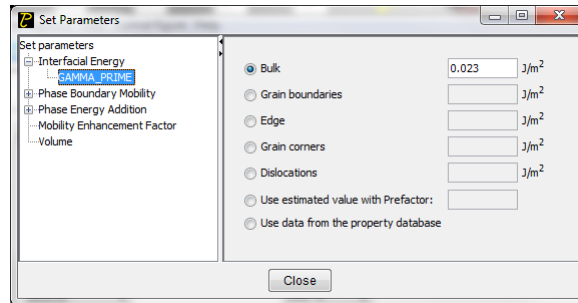 Set Parameters
Set parameters
Interfacial Energy
GAMMA_PRIME
Phase Boundary Mobility
Phase Energy Addition
Mobility Enhancement Factor
Volume
Bulk 0.023 J/m²
Grain boundaries J/m²
Edge J/m²
Grain corners J/m²
Dislocations J/m²
Use estimated value with Prefactor:
Use data from the property database
Close